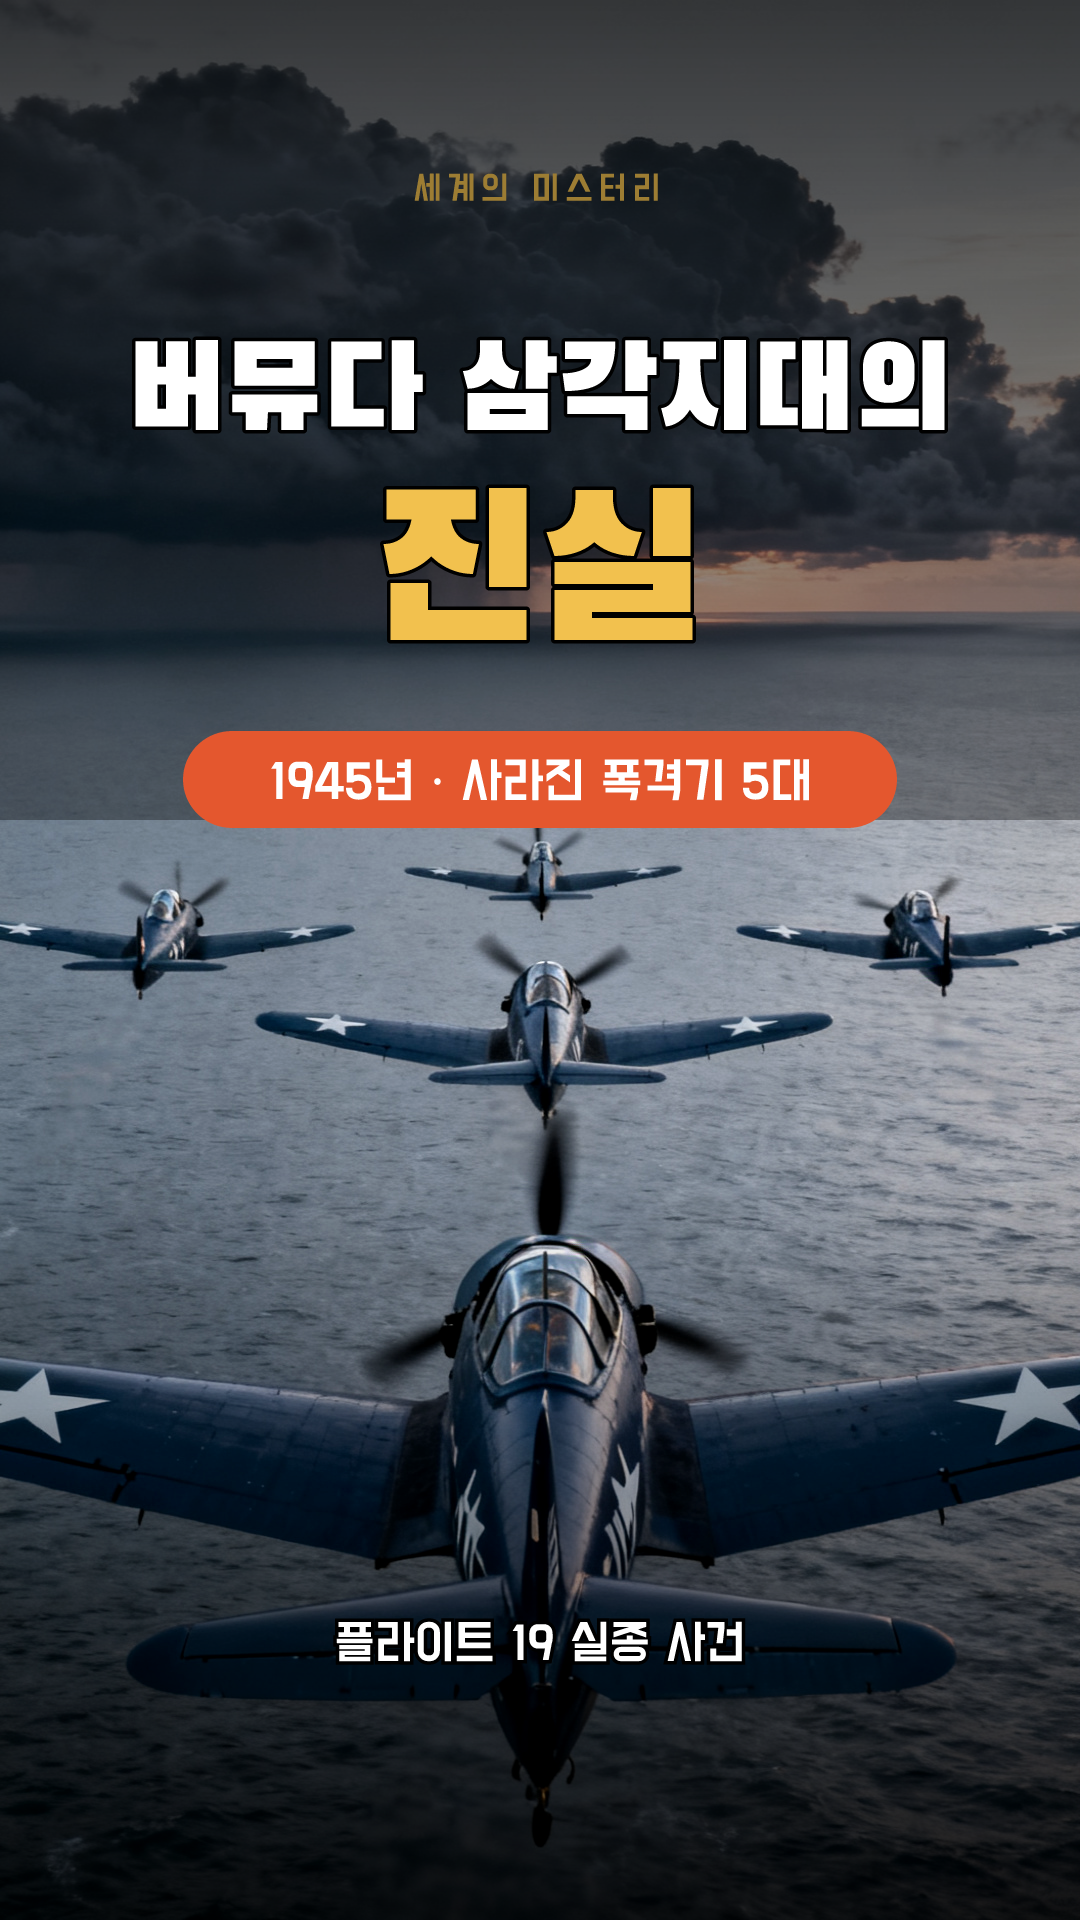 세계의 미스터리
버뮤다 삼각지대의
진실
1945년 · 사라진 폭격기 5대
플라이트 19 실종 사건